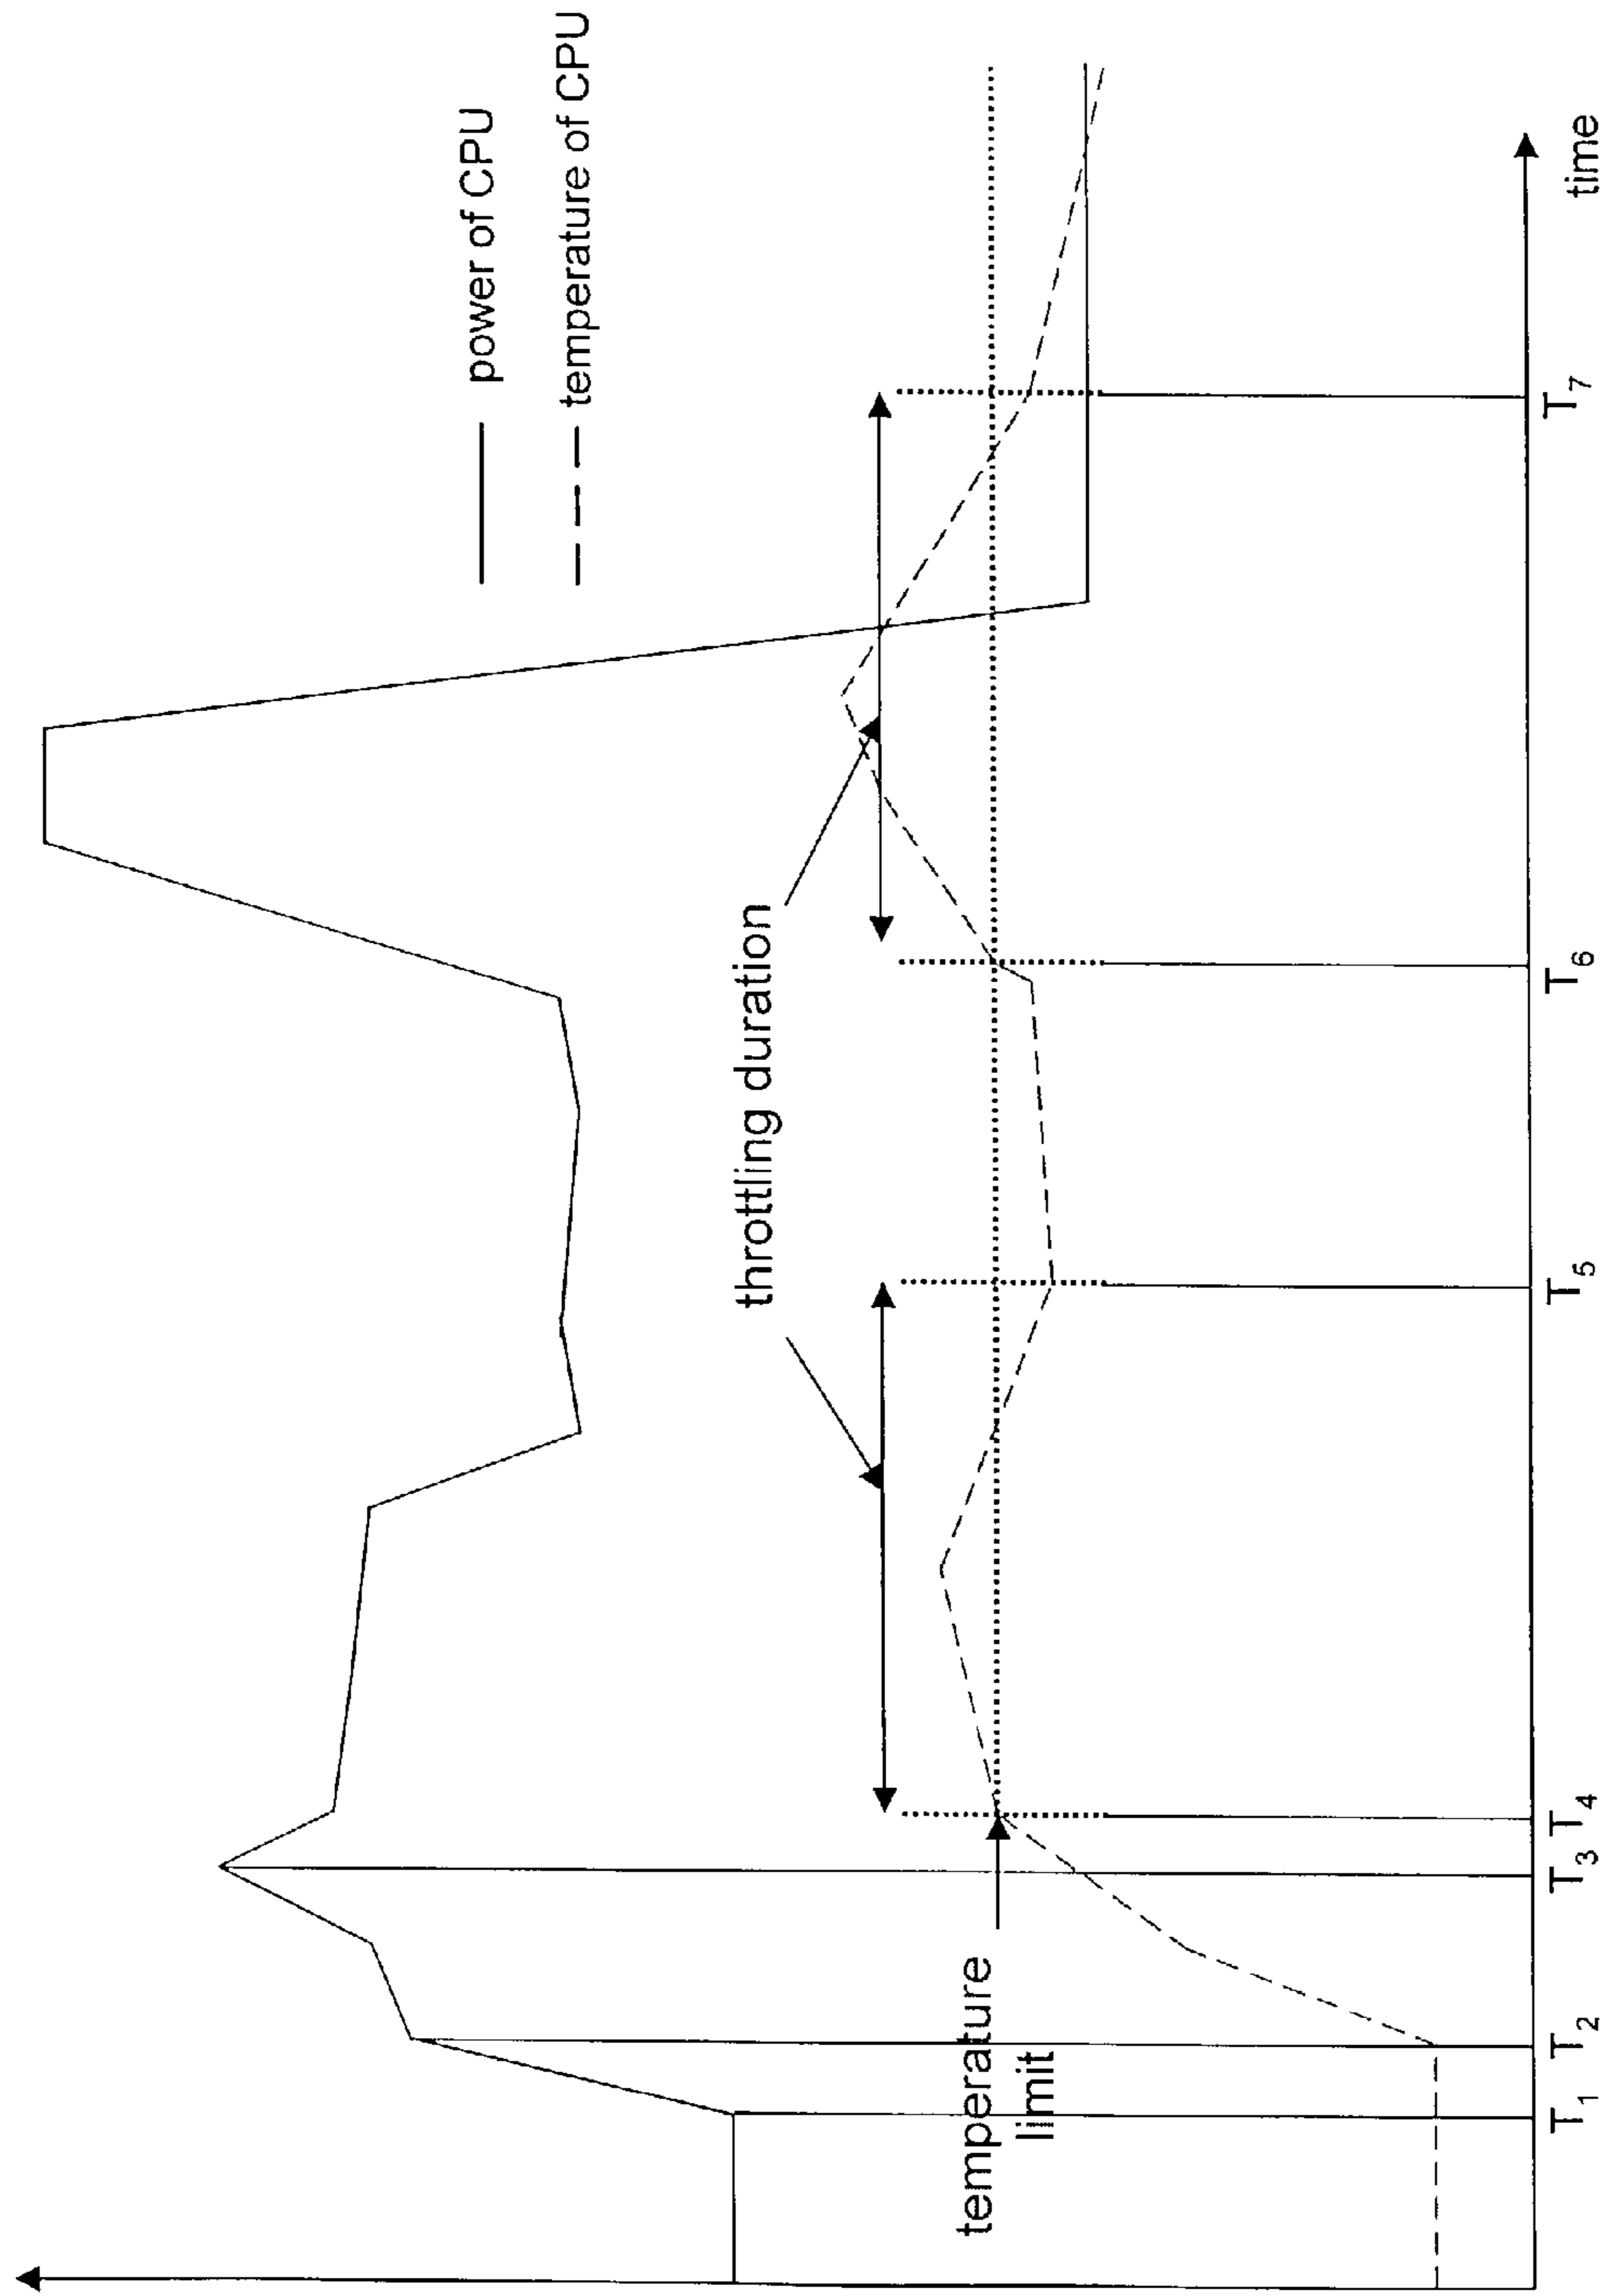 power of CPU
temperature of CPU
throttling duration
temperature
limit
T1 T2 T3 T4 T5 T6 T7
time